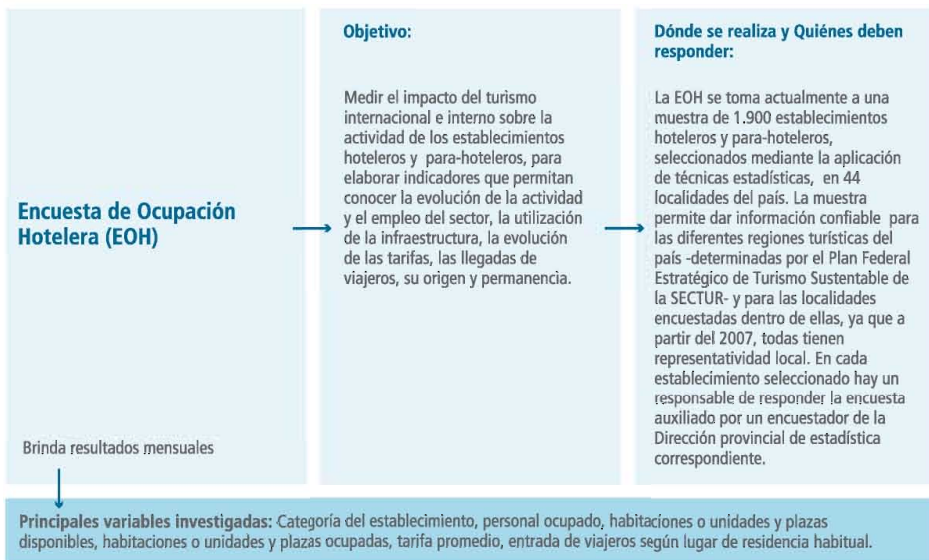 Encuesta de Ocupación
Hotelera (EOH)
Brinda resultados mensuales
Objetivo:
Medir el impacto del turismo
internacional e interno sobre la
actividad de los establecimientos
hoteleros y para-hoteleros, para
elaborar indicadores que permitan
conocer la evolución de la actividad
y el empleo del sector, la utilización
de la infraestructura, la evolución
de las tarifas, las llegadas de
viajeros, su origen y permanencia.
Dónde se realiza y Quiénes deben
responder:
La EOH se toma actualmente a una
muestra de 1.900 establecimientos
hoteleros y para-hoteleros,
seleccionados mediante la aplicación
de técnicas estadísticas, en 44
localidades del país. La muestra
permite dar información confiable para
las diferentes regiones turísticas del
país -determinadas por el Plan Federal
Estratégico de Turismo Sustentable de
la SECTUR- y para las localidades
encuestadas dentro de ellas, ya que a
partir del 2007, todas tienen
representatividad local. En cada
establecimiento seleccionado hay un
responsable de responder la encuesta
auxiliado por un encuestador de la
Dirección provincial de estadística
correspondiente.
Principales variables investigadas: Categoría del establecimiento, personal ocupado, habitaciones o unidades y plazas
disponibles, habitaciones o unidades y plazas ocupadas, tarifa promedio, entrada de viajeros según lugar de residencia habitual.